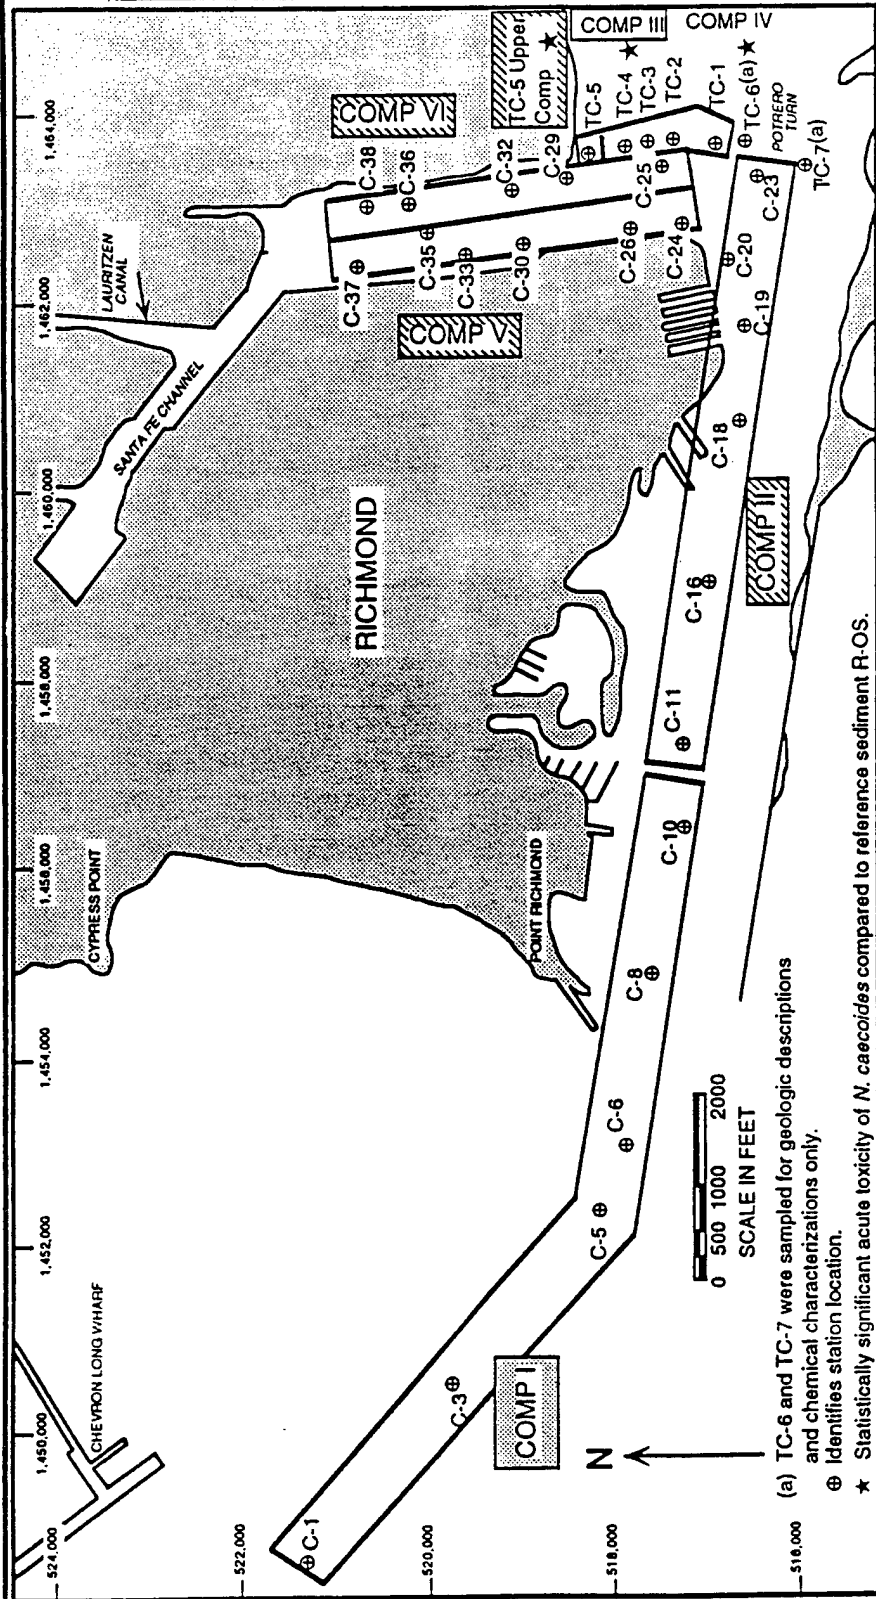 1,450,000
1,452,000
1,454,000
1,458,000
1,458,000
1,460,000
1,462,000
1,464,000
524,000
522,000
520,000
518,000
516,000
CHEVRON LONG WHARF
CYPRESS POINT
POINT RICHMOND
RICHMOND
SANTA FE CHANNEL
LAURITZEN
CANAL
COMP I
COMP II
COMP III
COMP IV
COMP V
COMP VI
TC-5 Upper
Comp ★
C-1
C-3
C-5
C-6
C-8
C-10
C-11
C-16
C-18
C-19
C-20
C-23
C-24
C-25
C-26
C-29
C-30
C-32
C-33
C-35
C-36
C-37
C-38
TC-5
TC-4 ★
TC-3
TC-2
TC-1
TC-6(a) ★
POTRERO
TURN
TC-7(a)
N
0 500 1000 2000
SCALE IN FEET
(a) TC-6 and TC-7 were sampled for geologic descriptions
and chemical characterizations only.
⊕ Identifies station location.
★ Statistically significant acute toxicity of N. caecoides compared to reference sediment R-OS.